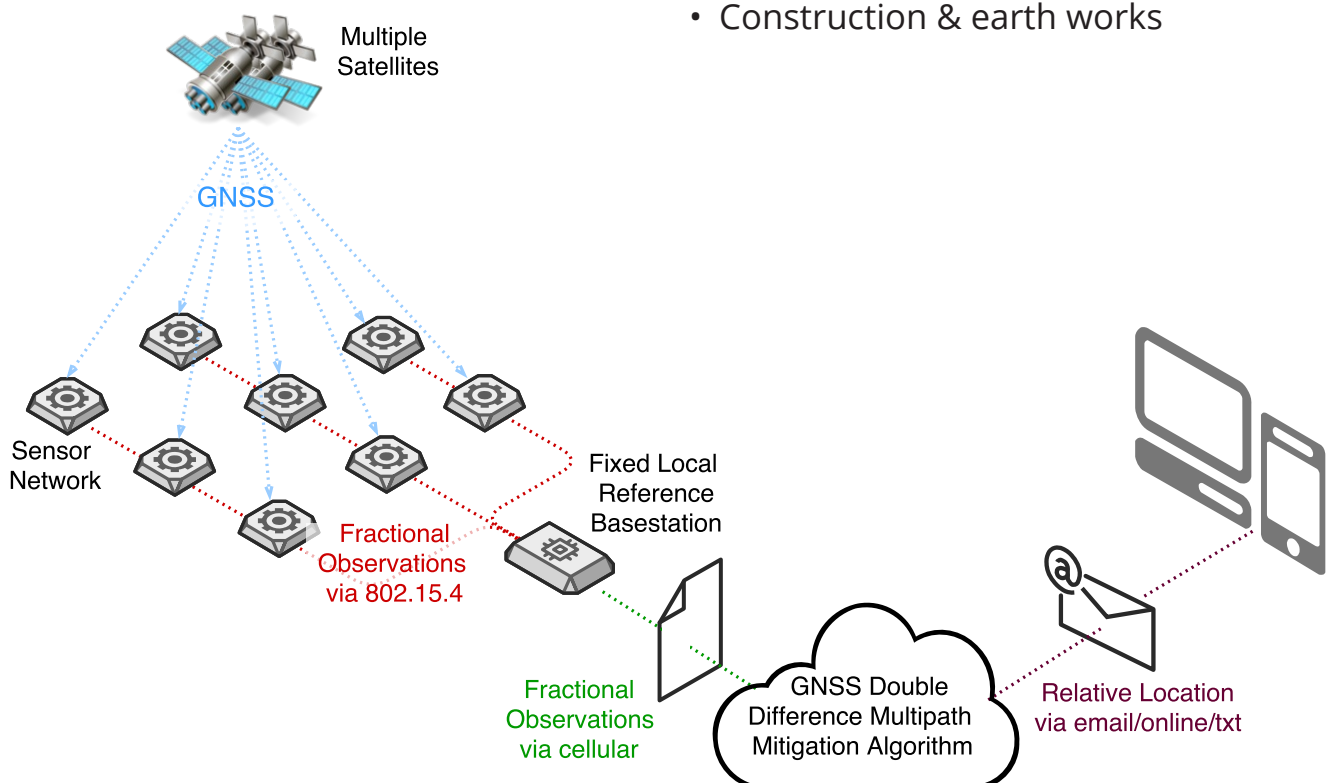 • Construction & earth works
Multiple
Satellites
GNSS
Sensor
Network
Fractional
Observations
via 802.15.4
Fixed Local
Reference
Basestation
Fractional
Observations
via cellular
GNSS Double
Difference Multipath
Mitigation Algorithm
@
Relative Location
via email/online/txt